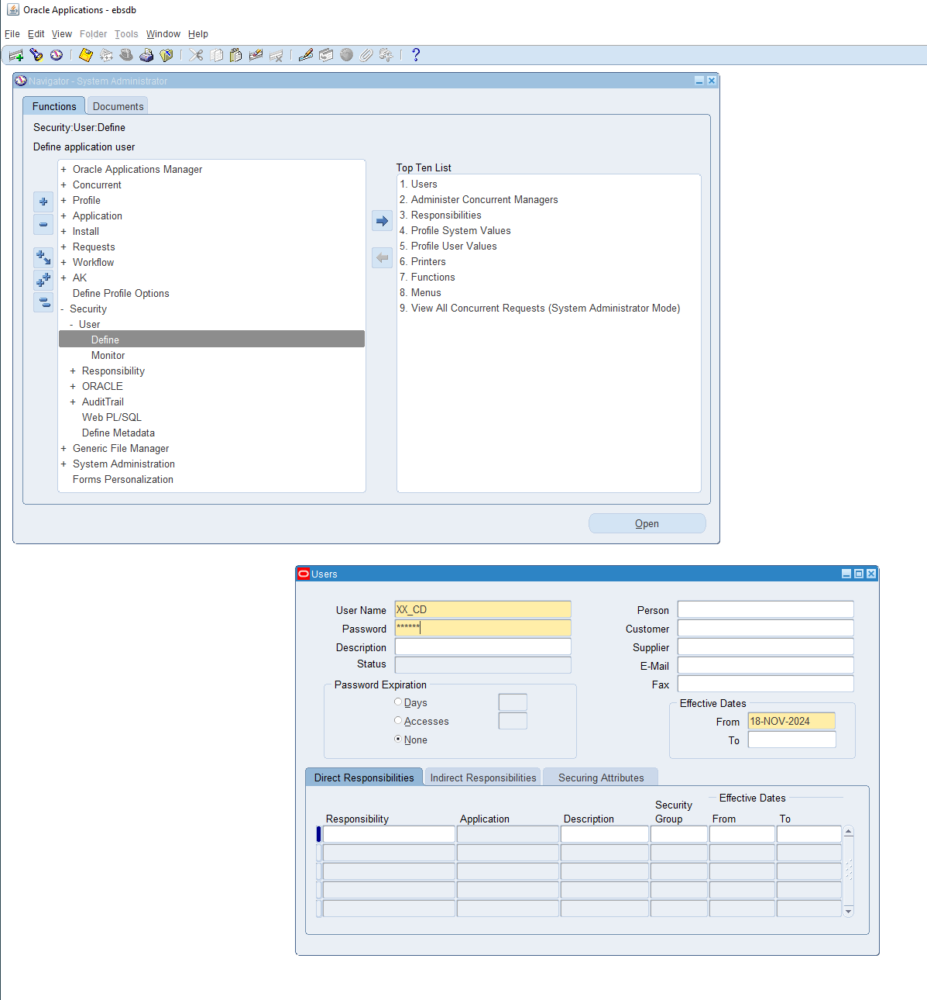 Oracle Applications - ebsdb
File Edit View Folder Tools Window Help
?
Navigator - System Administrator
Functions Documents
Security:User:Define
Define application user
+ Oracle Applications Manager
+ Concurrent
+ Profile
+ Application
+ Install
+ Requests
+ Workflow
+ AK
Define Profile Options
- Security
- User
Define
Monitor
+ Responsibility
+ ORACLE
+ AuditTrail
Web PL/SQL
Define Metadata
+ Generic File Manager
+ System Administration
Forms Personalization
Top Ten List
1. Users
2. Administer Concurrent Managers
3. Responsibilities
4. Profile System Values
5. Profile User Values
6. Printers
7. Functions
8. Menus
9. View All Concurrent Requests (System Administrator Mode)
Open
Users
User Name XX_CD
Password ******
Description
Status
Password Expiration
Days
Accesses
None
Person
Customer
Supplier
E-Mail
Fax
Effective Dates
From 18-NOV-2024
To
Direct Responsibilities Indirect Responsibilities Securing Attributes
Effective Dates
Responsibility Application Description Security Group From To